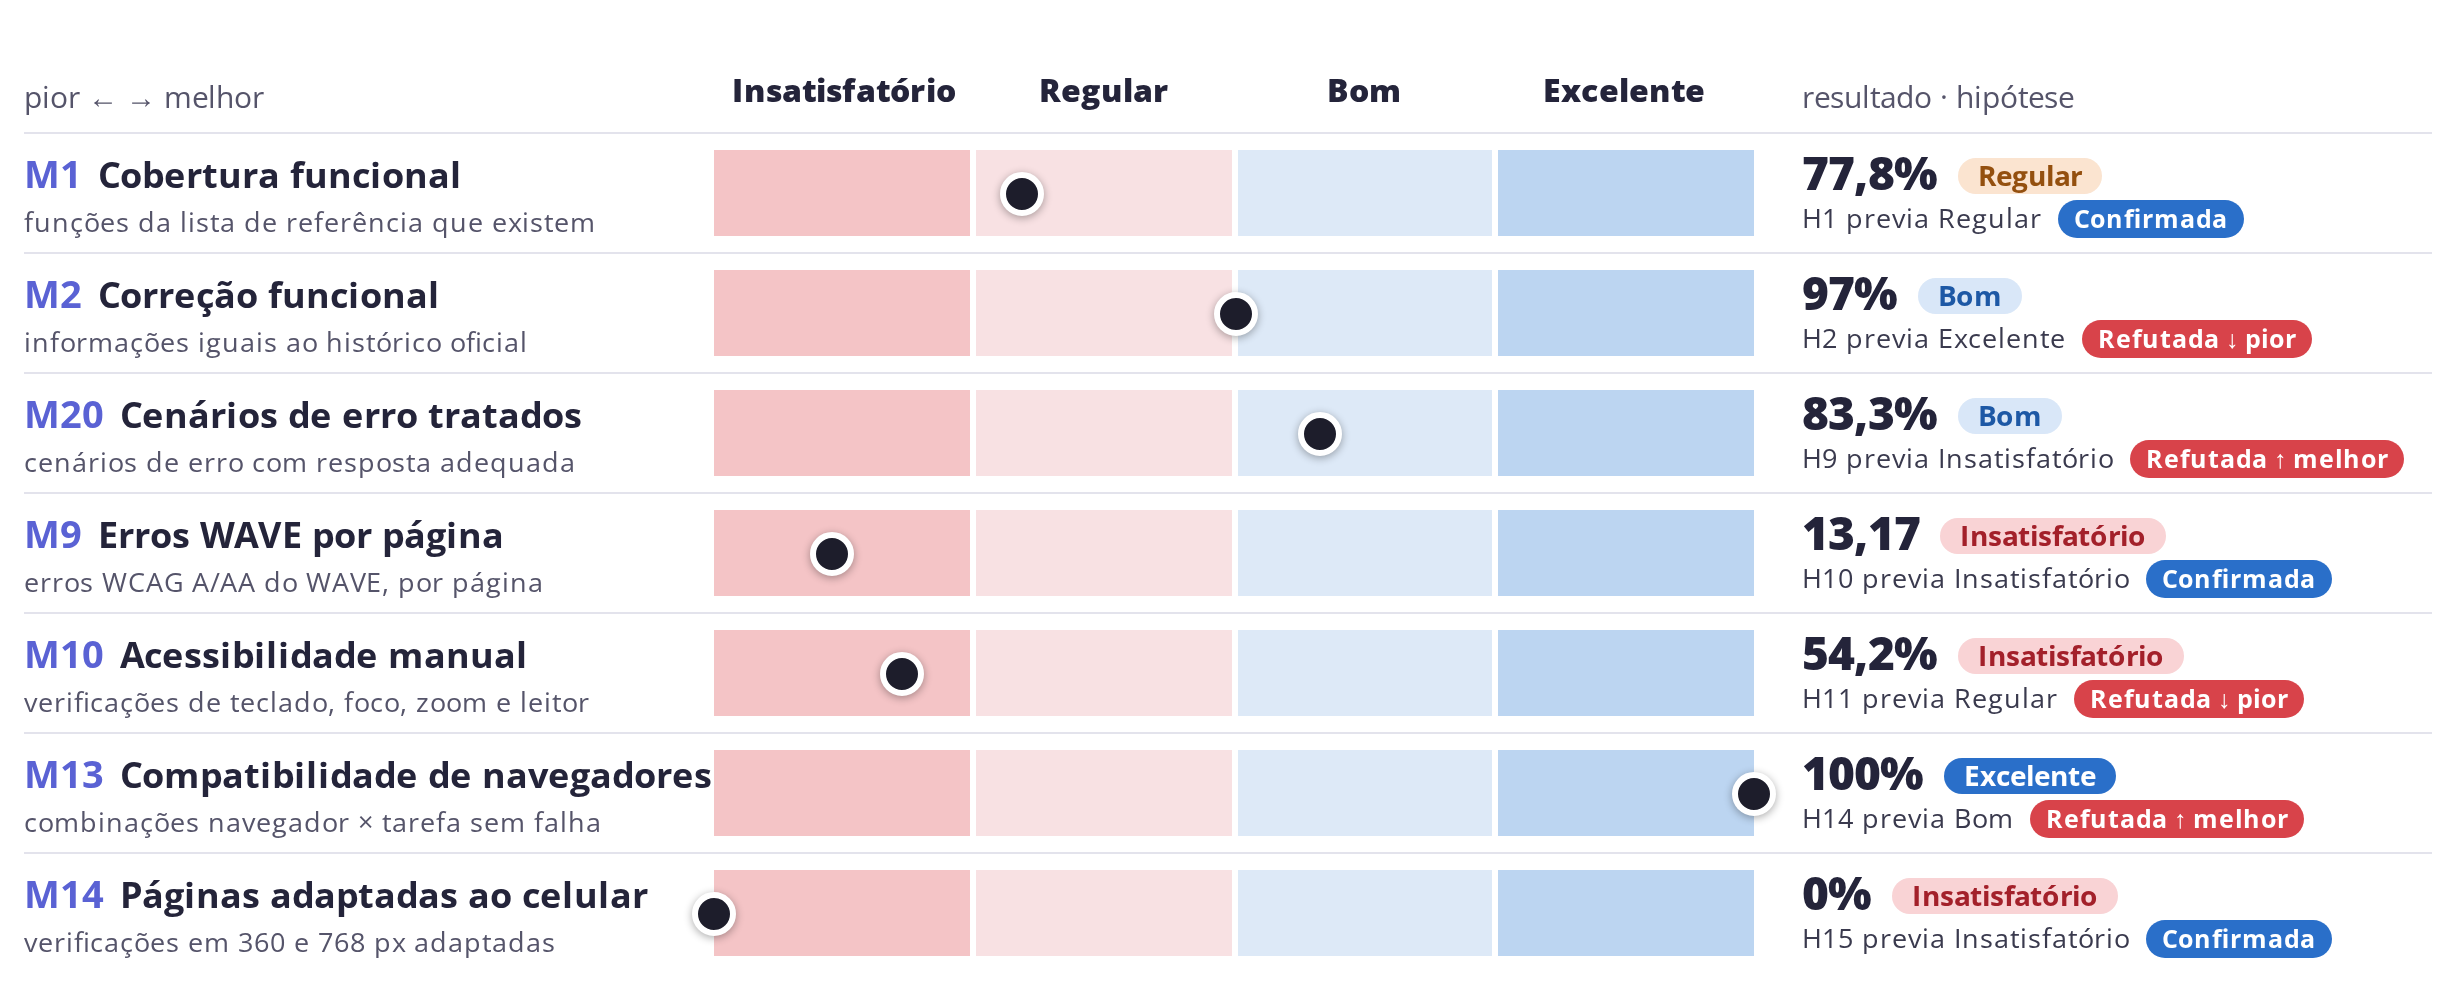 pior ← → melhor Insatisfatório Regular Bom Excelente resultado · hipótese
M1 Cobertura funcional 77,8% Regular
funções da lista de referência que existem H1 previa Regular Confirmada
M2 Correção funcional 97% Bom
informações iguais ao histórico oficial H2 previa Excelente Refutada ↓ pior
M20 Cenários de erro tratados 83,3% Bom
cenários de erro com resposta adequada H9 previa Insatisfatório Refutada ↑ melhor
M9 Erros WAVE por página 13,17 Insatisfatório
erros WCAG A/AA do WAVE, por página H10 previa Insatisfatório Confirmada
M10 Acessibilidade manual 54,2% Insatisfatório
verificações de teclado, foco, zoom e leitor H11 previa Regular Refutada ↓ pior
M13 Compatibilidade de navegadores 100% Excelente
combinações navegador × tarefa sem falha H14 previa Bom Refutada ↑ melhor
M14 Páginas adaptadas ao celular 0% Insatisfatório
verificações em 360 e 768 px adaptadas H15 previa Insatisfatório Confirmada